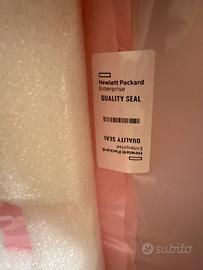 Hewlett Packard
Enterprise
QUALITY SEAL
QUALITY SEAL
Hewlett Packard
Enterprise
subito